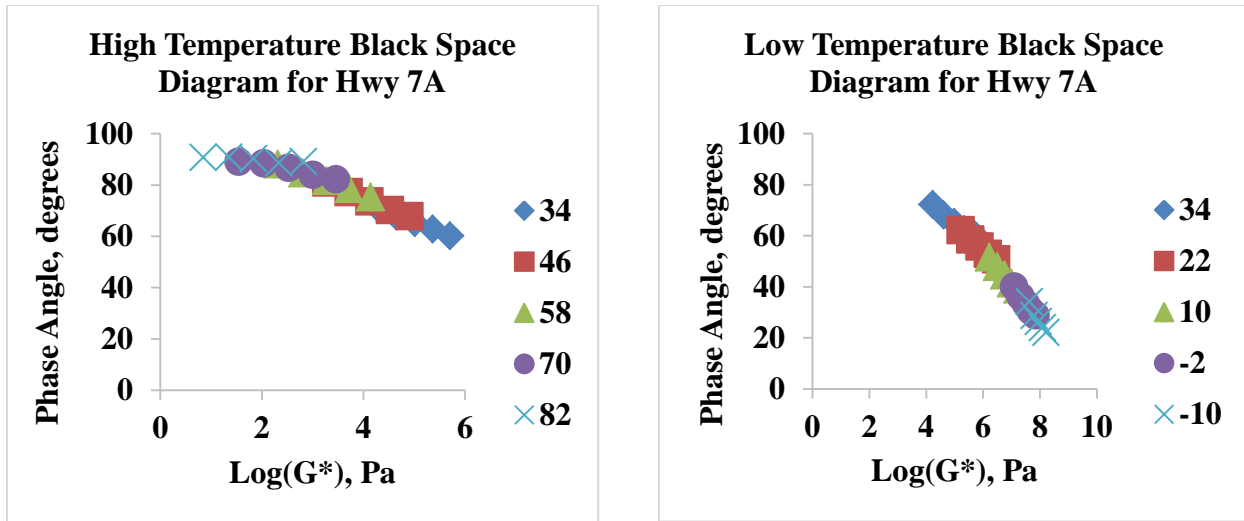 High Temperature Black Space
Diagram for Hwy 7A
Phase Angle, degrees
100
80
60
40
20
0
0 2 4 6
Log(G*), Pa
34
46
58
70
82
Low Temperature Black Space
Diagram for Hwy 7A
Phase Angle, degrees
100
80
60
40
20
0
0 2 4 6 8 10
Log(G*), Pa
34
22
10
-2
-10